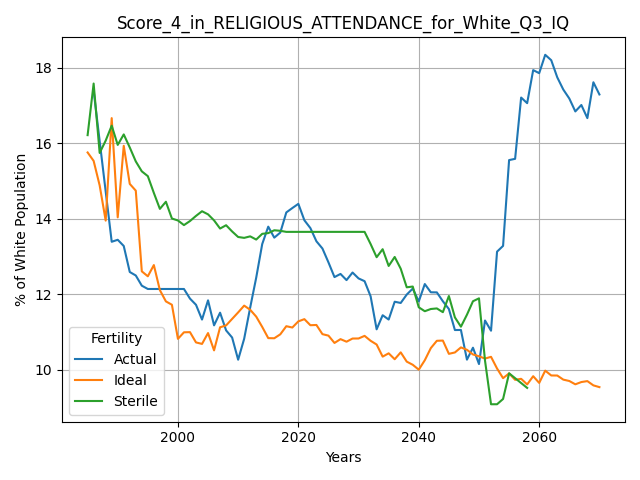 Score_4_in_RELIGIOUS_ATTENDANCE_for_White_Q3_IQ
% of White Population
18
16
14
12
10
Fertility
Actual
Ideal
Sterile
2000
2020
2040
2060
Years